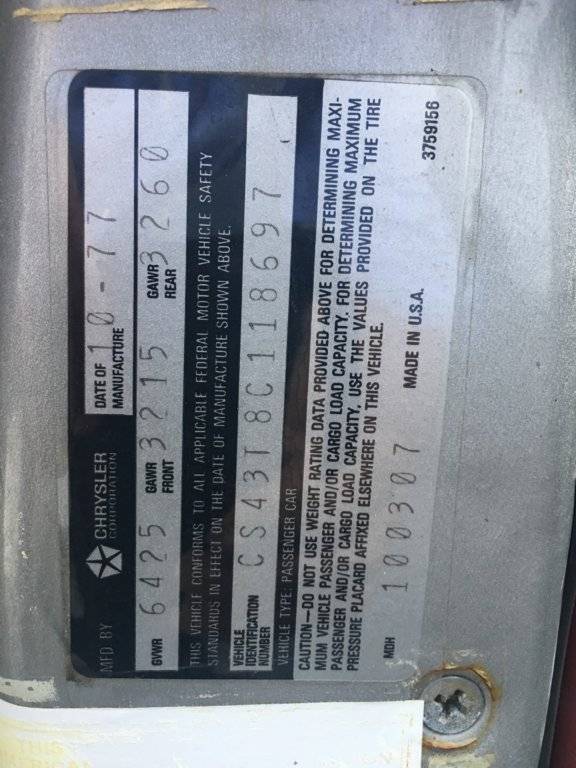 MFD BY CHRYSLER CORPORATION DATE OF MANUFACTURE 10-77
GVWR 6425 GAWR FRONT 3215 GAWR REAR 3260
THIS VEHICLE CONFORMS TO ALL APPLICABLE FEDERAL MOTOR VEHICLE SAFETY
STANDARDS IN EFFECT ON THE DATE OF MANUFACTURE SHOWN ABOVE.
VEHICLE IDENTIFICATION NUMBER CS43T8C118697
VEHICLE TYPE: PASSENGER CAR
CAUTION—DO NOT USE WEIGHT RATING DATA PROVIDED ABOVE FOR DETERMINING MAXI-
MUM VEHICLE PASSENGER AND/OR CARGO LOAD CAPACITY. FOR DETERMINING MAXIMUM
PASSENGER AND/OR CARGO LOAD CAPACITY, USE THE VALUES PROVIDED ON THE TIRE
PRESSURE PLACARD AFFIXED ELSEWHERE ON THIS VEHICLE.
MDH 100307 MADE IN U.S.A. 3759156
THIS